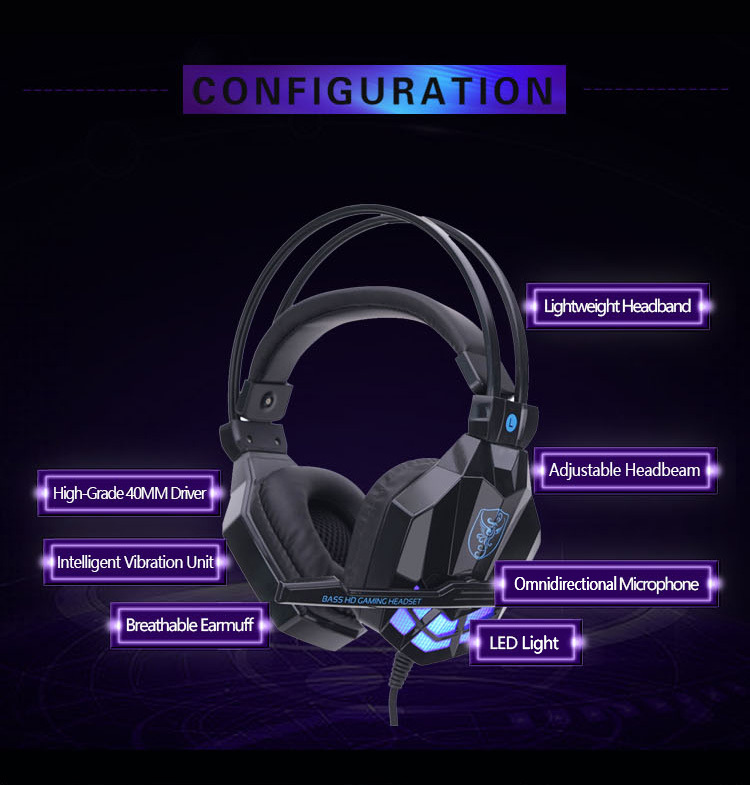 CONFIGURATION
Lightweight Headband
L
Adjustable Headbeam
High-Grade 40MM Driver
Intelligent Vibration Unit
Omnidirectional Microphone
BASS HD GAMING HEADSET
Breathable Earmuff
LED Light